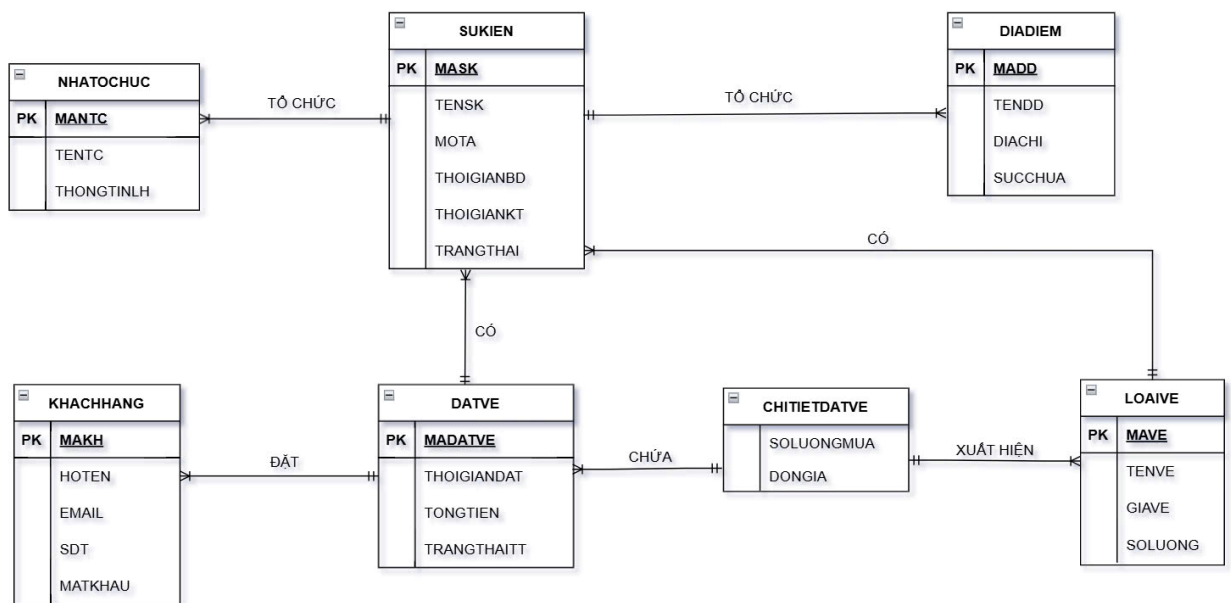 NHATOCHUC
PK MANTC
TENTC
THONGTINLH
TỔ CHỨC
SUKIEN
PK MASK
TENSK
MOTA
THOIGIANBD
THOIGIANKT
TRANGTHAI
TỔ CHỨC
DIADIEM
PK MADD
TENDD
DIACHI
SUCCHUA
CÓ
CÓ
KHACHHANG
PK MAKH
HOTEN
EMAIL
SDT
MATKHAU
ĐẶT
DATVE
PK MADATVE
THOIGIANDAT
TONGTIEN
TRANGTHAITT
CHỨA
CHITIETDATVE
SOLUONGMUA
DONGIA
XUẤT HIỆN
LOAIVE
PK MAVE
TENVE
GIAVE
SOLUONG